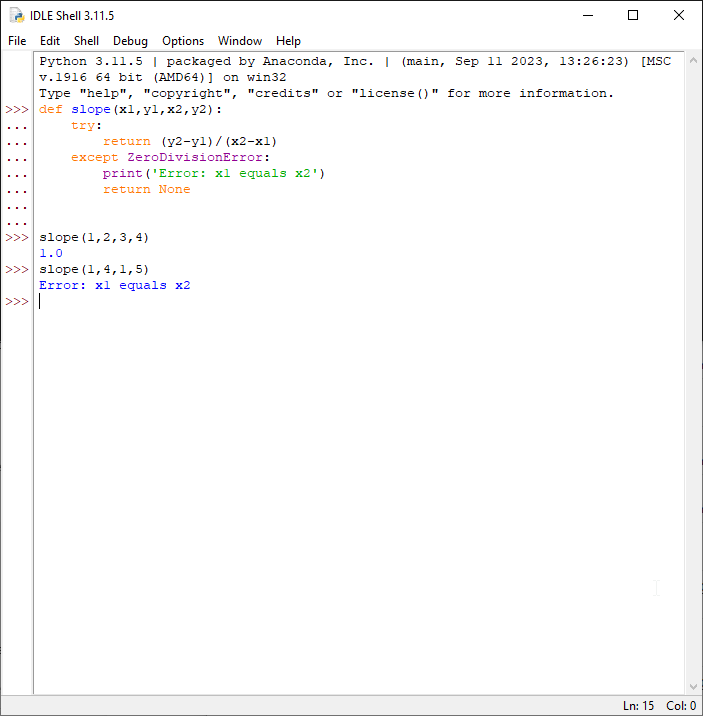 IDLE Shell 3.11.5
File Edit Shell Debug Options Window Help
Python 3.11.5 | packaged by Anaconda, Inc. | (main, Sep 11 2023, 13:26:23) [MSC
v.1916 64 bit (AMD64)] on win32
Type "help", "copyright", "credits" or "license()" for more information.
>>> def slope(x1,y1,x2,y2):
...     try:
...         return (y2-y1)/(x2-x1)
...     except ZeroDivisionError:
...         print('Error: x1 equals x2')
...         return None
...
...
>>> slope(1,2,3,4)
1.0
>>> slope(1,4,1,5)
Error: x1 equals x2
>>>
Ln: 15 Col: 0